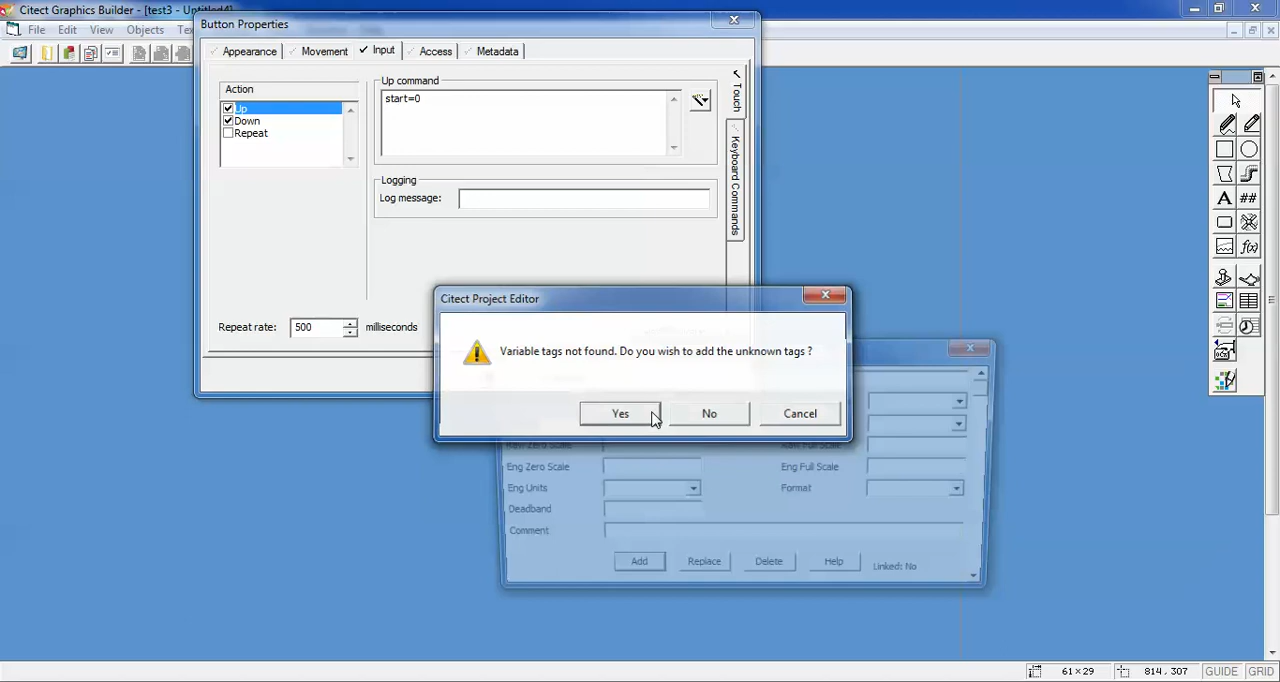 Citect Graphics Builder - [test3 - Untitled4]
File Edit View Objects
Button Properties
Appearance Movement Input Access Metadata
Action
Up
Down
Repeat
Up command
start=0
Touch
Keyboard Commands
Logging
Log message:
Repeat rate: 500 milliseconds
Citect Project Editor
Variable tags not found. Do you wish to add the unknown tags ?
Yes No Cancel
Eng Zero Scale Eng Full Scale
Eng Units Format
Deadband
Comment
Add Replace Delete Help Linked: No
A ##
f(x)
61 x 29 814, 307 GUIDE GRID